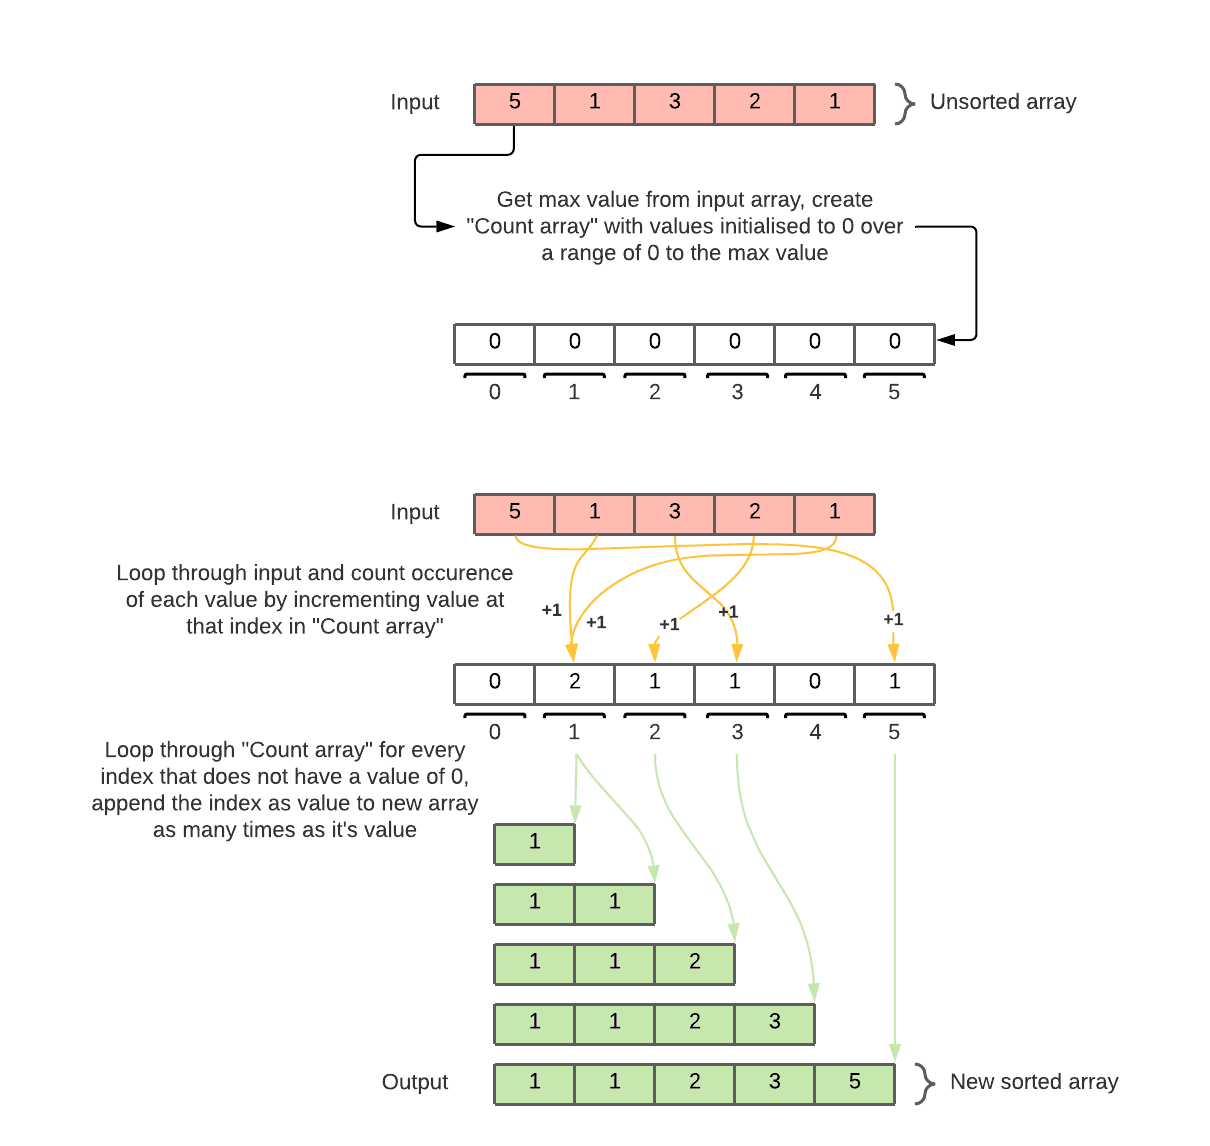 Input 5 1 3 2 1 Unsorted array
Get max value from input array, create
"Count array" with values initialised to 0 over
a range of 0 to the max value
0 0 0 0 0 0
0 1 2 3 4 5
Input 5 1 3 2 1
Loop through input and count occurence
of each value by incrementing value at
that index in "Count array"
+1 +1 +1 +1 +1
0 2 1 1 0 1
0 1 2 3 4 5
Loop through "Count array" for every
index that does not have a value of 0,
append the index as value to new array
as many times as it's value
1
1 1
1 1 2
1 1 2 3
Output 1 1 2 3 5 New sorted array